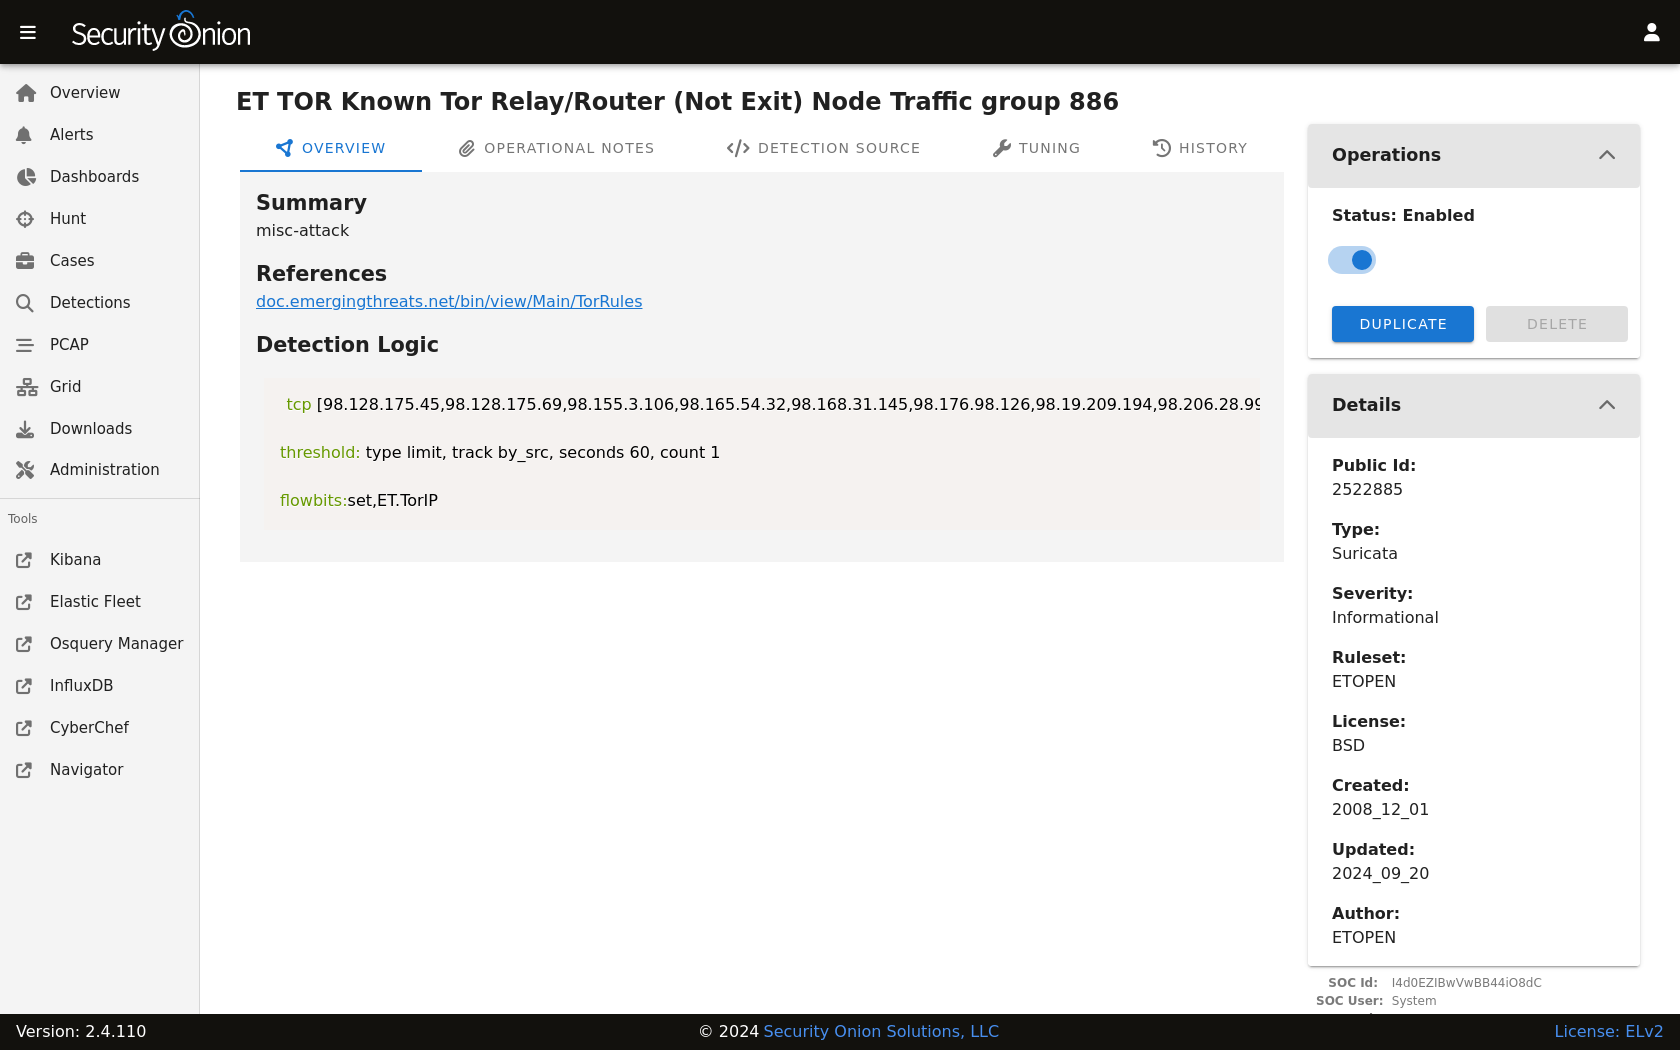 Security Onion
Overview
Alerts
Dashboards
Hunt
Cases
Detections
PCAP
Grid
Downloads
Administration
Tools
Kibana
Elastic Fleet
Osquery Manager
InfluxDB
CyberChef
Navigator
ET TOR Known Tor Relay/Router (Not Exit) Node Traffic group 886
OVERVIEW
OPERATIONAL NOTES
DETECTION SOURCE
TUNING
HISTORY
Summary
misc-attack
References
doc.emergingthreats.net/bin/view/Main/TorRules
Detection Logic
tcp [98.128.175.45,98.128.175.69,98.155.3.106,98.165.54.32,98.168.31.145,98.176.98.126,98.19.209.194,98.206.28.99
threshold: type limit, track by_src, seconds 60, count 1
flowbits:set,ET.TorIP
Operations
Status: Enabled
DUPLICATE
DELETE
Details
Public Id:
2522885
Type:
Suricata
Severity:
Informational
Ruleset:
ETOPEN
License:
BSD
Created:
2008_12_01
Updated:
2024_09_20
Author:
ETOPEN
SOC Id:
SOC User: System
Version: 2.4.110
© 2024 Security Onion Solutions, LLC
License: ELv2